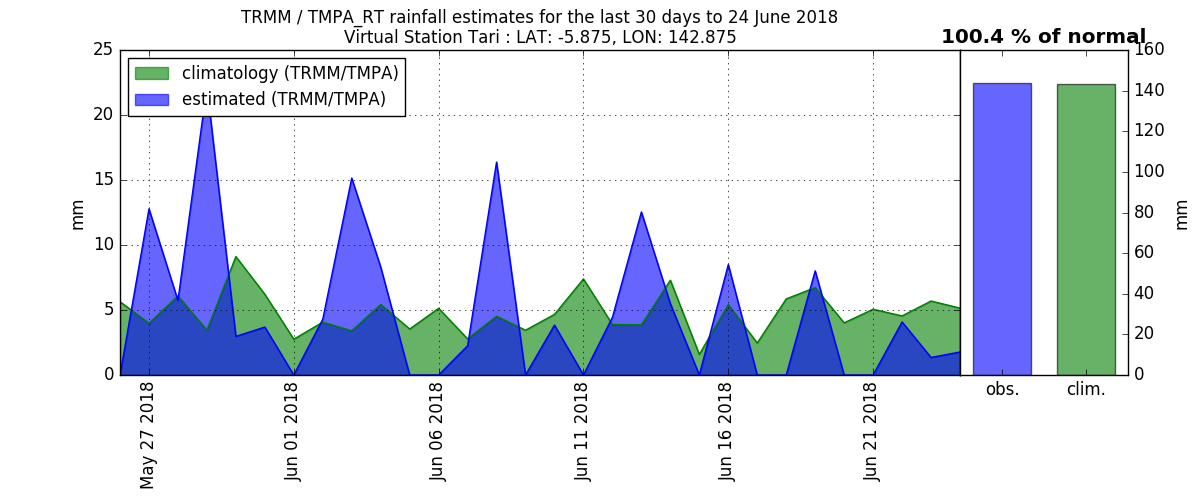 TRMM / TMPA_RT rainfall estimates for the last 30 days to 24 June 2018
Virtual Station Tari : LAT: -5.875, LON: 142.875
100.4 % of normal
climatology (TRMM/TMPA)
estimated (TRMM/TMPA)
25
20
15
10
5
0
mm
May 27 2018
Jun 01 2018
Jun 06 2018
Jun 11 2018
Jun 16 2018
Jun 21 2018
160
140
120
100
80
60
40
20
0
mm
obs.
clim.